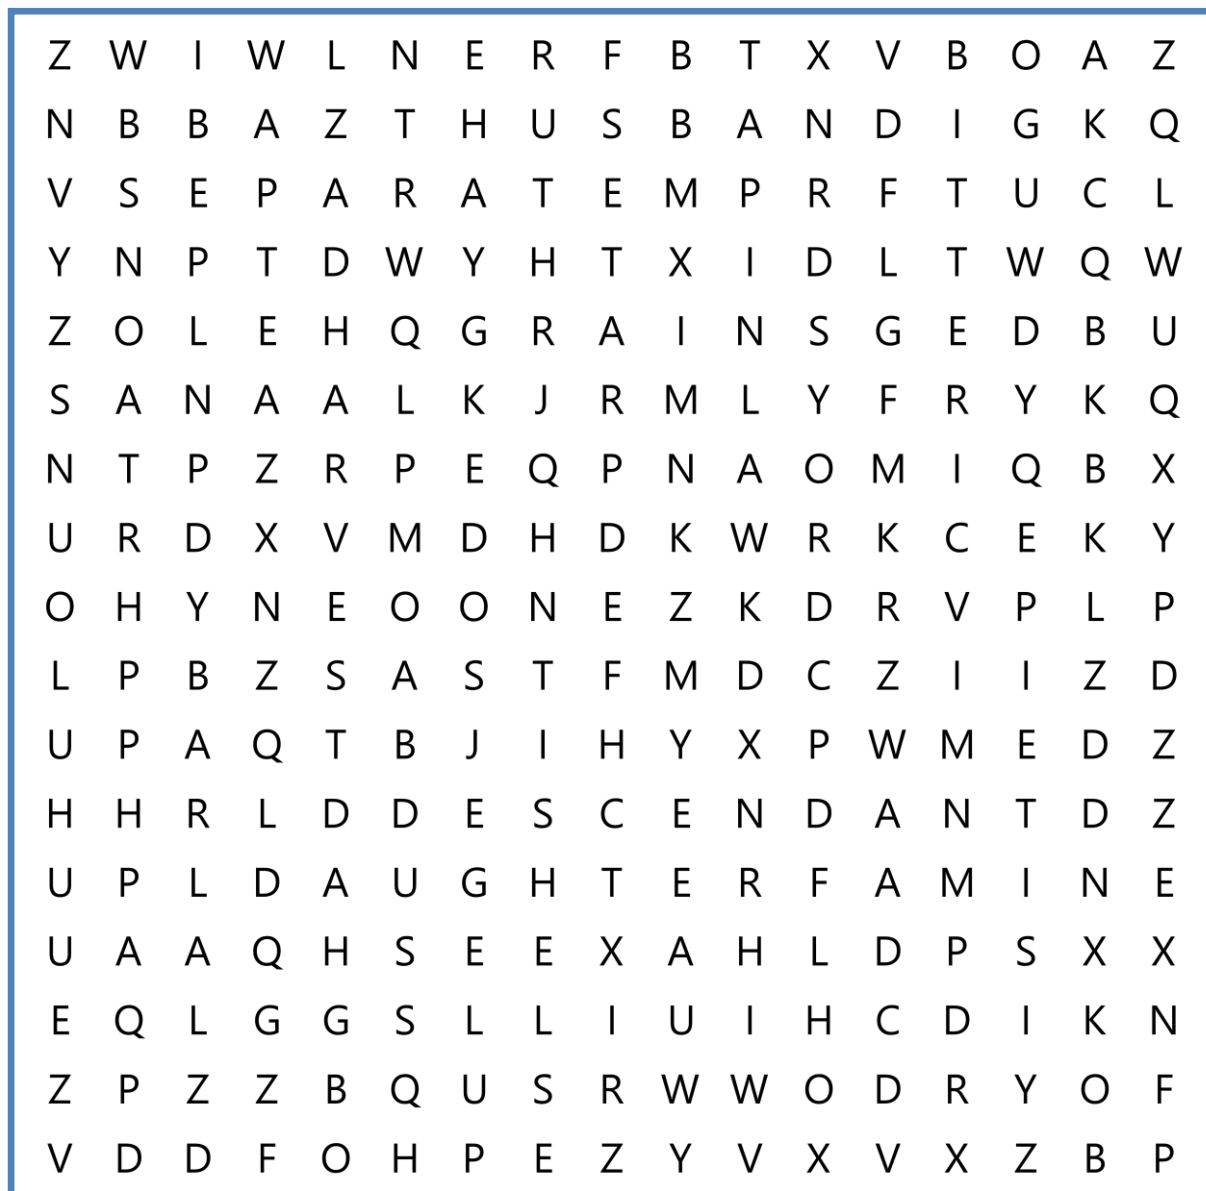 Z W I W L N E R F B T X V B O A Z
N B B A Z T H U S B A N D I G K Q
V S E P A R A T E M P R F T U C L
Y N P T D W Y H T X I D L T W Q W
Z O L E H Q G R A I N S G E D B U
S A N A A L K J R M L Y F R Y K Q
N T P Z R P E Q P N A O M I Q B X
U R D X V M D H D K W R K C E K Y
O H Y N E O O N E Z K D R V P L P
L P B Z S A S T F M D C Z I I Z D
U P A Q T B J I H Y X P W M E D Z
H H R L D D E S C E N D A N T D Z
U P L D A U G H T E R F A M I N E
U A A Q H S E E X A H L D P S X X
E Q L G G S L L I U I H C D I K N
Z P Z Z B Q U S R W W O D R Y O F
V D D F O H P E Z Y V X V X Z B P